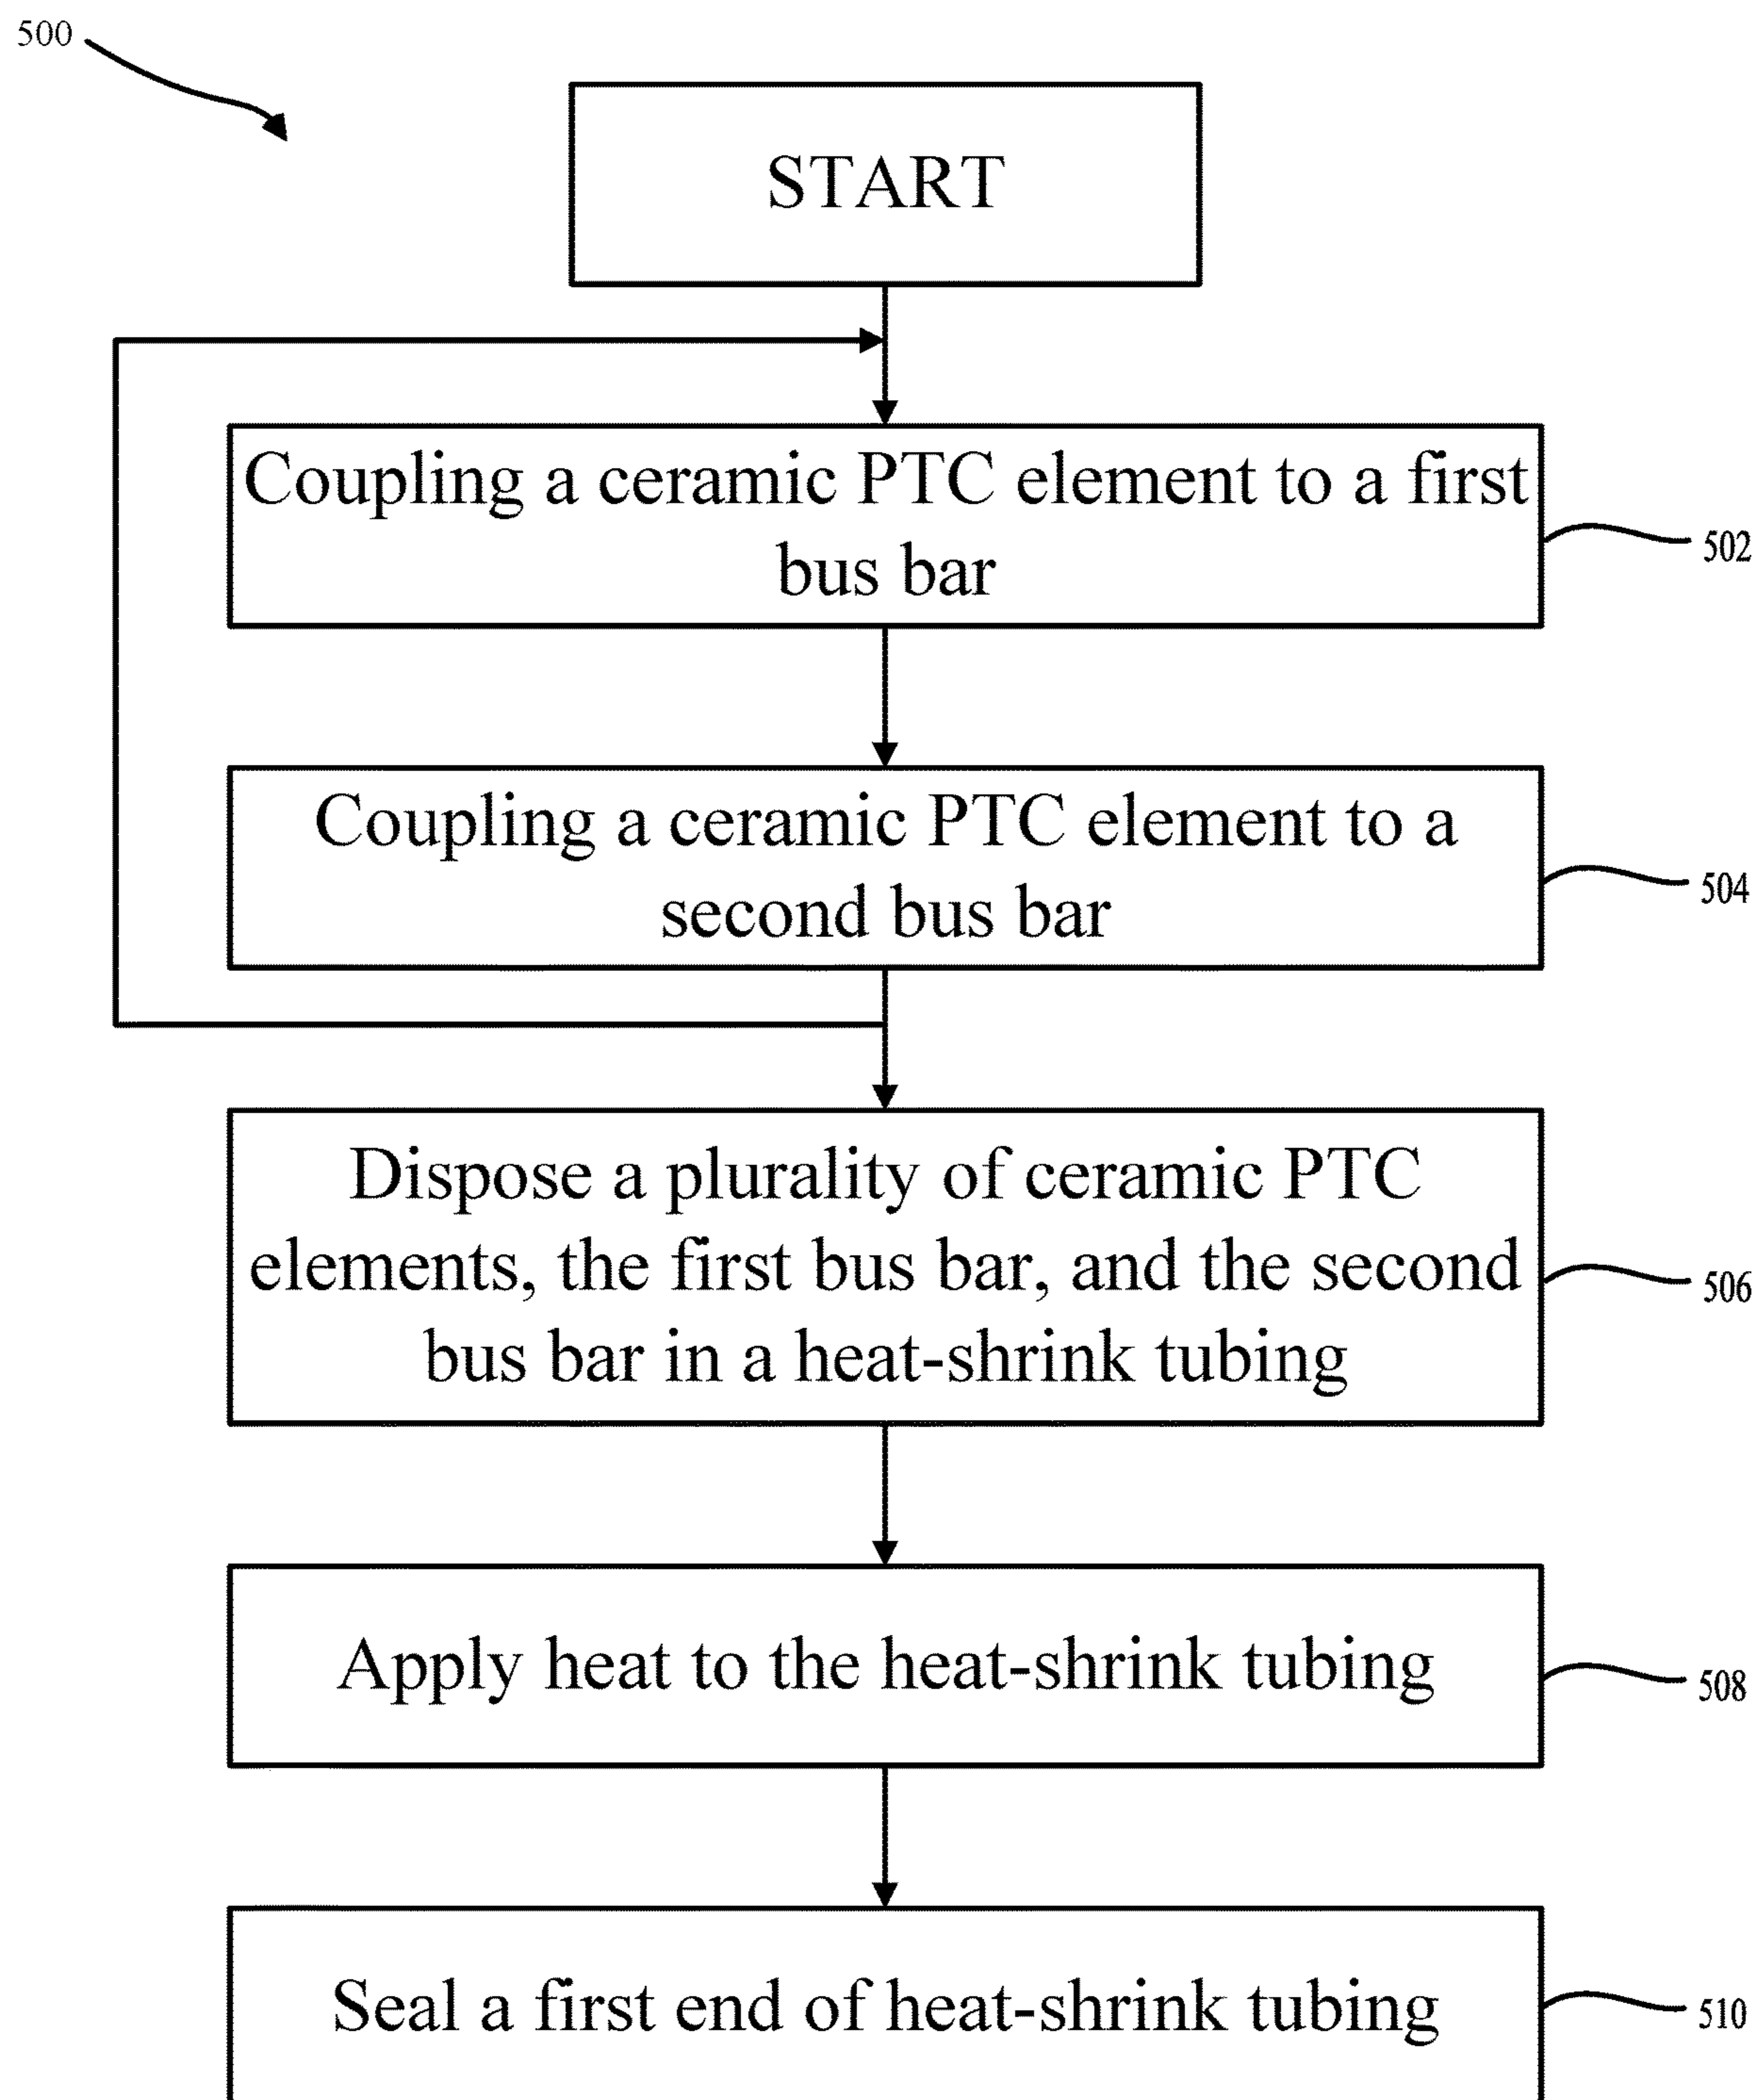 500
START
Coupling a ceramic PTC element to a first
bus bar
502
Coupling a ceramic PTC element to a
second bus bar
504
Dispose a plurality of ceramic PTC
elements, the first bus bar, and the second
bus bar in a heat-shrink tubing
506
Apply heat to the heat-shrink tubing
508
Seal a first end of heat-shrink tubing
510